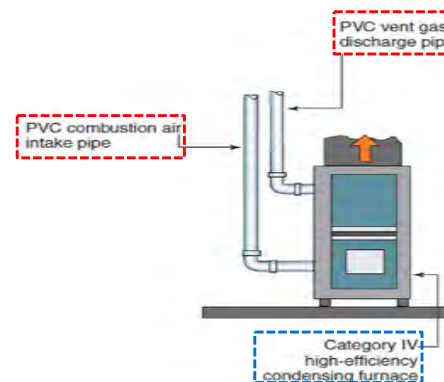 PVC vent gas
discharge pip
PVC combustion air
intake pipe
Category IV
high-efficiency
condensing furnace